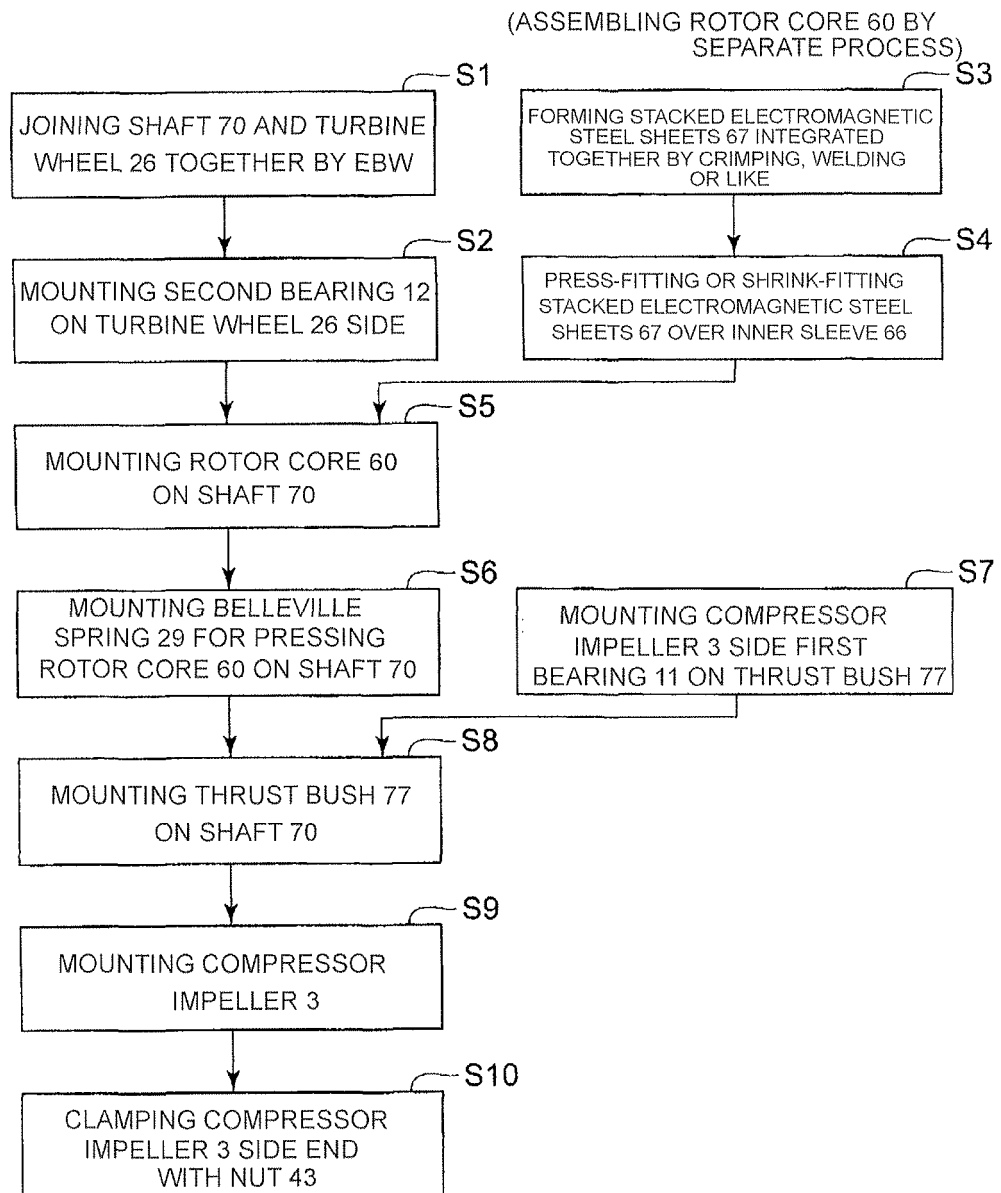 (ASSEMBLING ROTOR CORE 60 BY
SEPARATE PROCESS)
S1
JOINING SHAFT 70 AND TURBINE
WHEEL 26 TOGETHER BY EBW
S3
FORMING STACKED ELECTROMAGNETIC
STEEL SHEETS 67 INTEGRATED
TOGETHER BY CRIMPING, WELDING
OR LIKE
S2
MOUNTING SECOND BEARING 12
ON TURBINE WHEEL 26 SIDE
S4
PRESS-FITTING OR SHRINK-FITTING
STACKED ELECTROMAGNETIC STEEL
SHEETS 67 OVER INNER SLEEVE 66
S5
MOUNTING ROTOR CORE 60
ON SHAFT 70
S6
MOUNTING BELLEVILLE
SPRING 29 FOR PRESSING
ROTOR CORE 60 ON SHAFT 70
S7
MOUNTING COMPRESSOR
IMPELLER 3 SIDE FIRST
BEARING 11 ON THRUST BUSH 77
S8
MOUNTING THRUST BUSH 77
ON SHAFT 70
S9
MOUNTING COMPRESSOR
IMPELLER 3
S10
CLAMPING COMPRESSOR
IMPELLER 3 SIDE END
WITH NUT 43